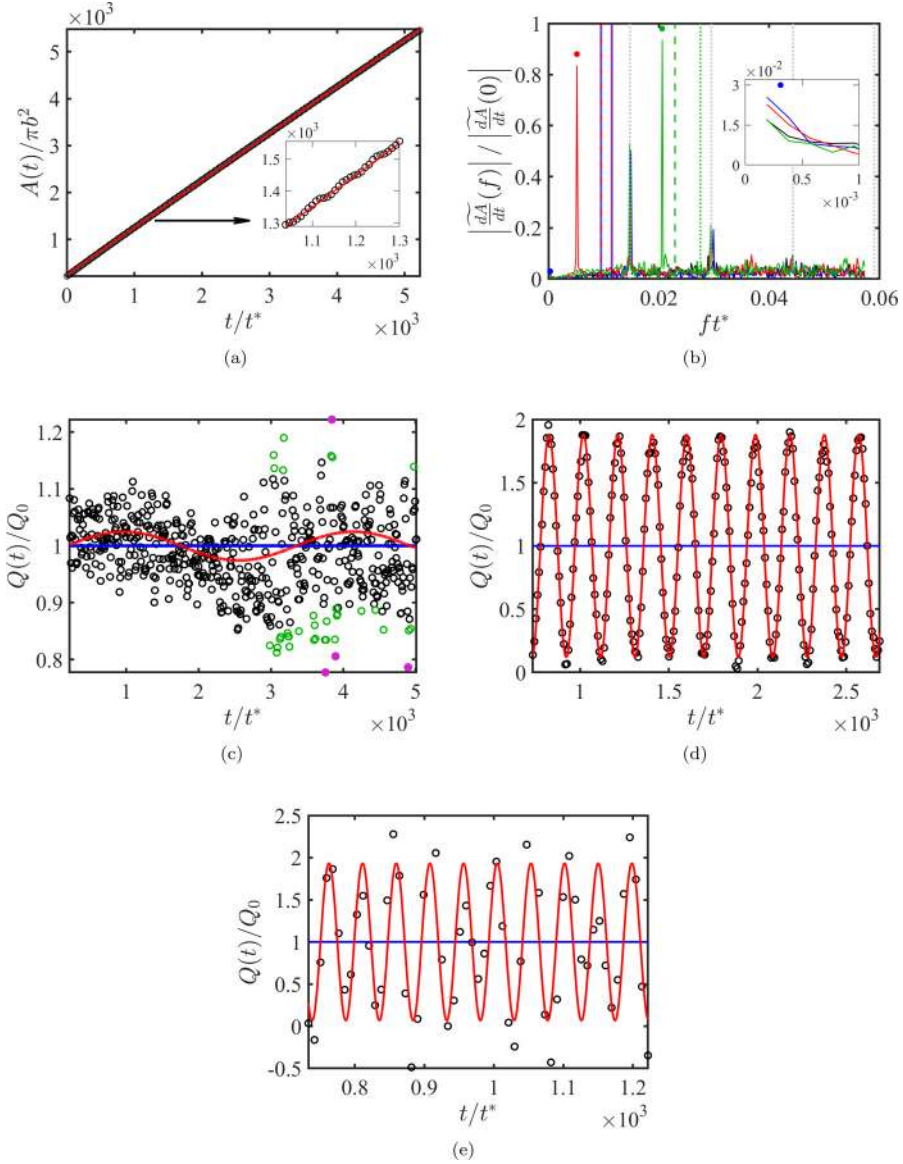 ×10³
5
4
3
2
1
A(t)/πb²
×10³
1.5
1.4
1.3
1.1 1.2 1.3
×10³
0 1 2 3 4 5
t/t*
×10³
(a)
1
0.8
0.6
0.4
0.2
0
|dA/dt(f)| / |dA/dt(0)|
×10⁻²
3
1.5
0
0 0.5 1
×10⁻³
0 0.02 0.04 0.06
ft*
(b)
1.2
1.1
1
0.9
0.8
Q(t)/Q₀
1 2 3 4 5
t/t*
×10³
(c)
2
1.5
1
0.5
0
Q(t)/Q₀
1 1.5 2 2.5
t/t*
×10³
(d)
2.5
2
1.5
1
0.5
0
-0.5
Q(t)/Q₀
0.8 0.9 1 1.1 1.2
t/t*
×10³
(e)